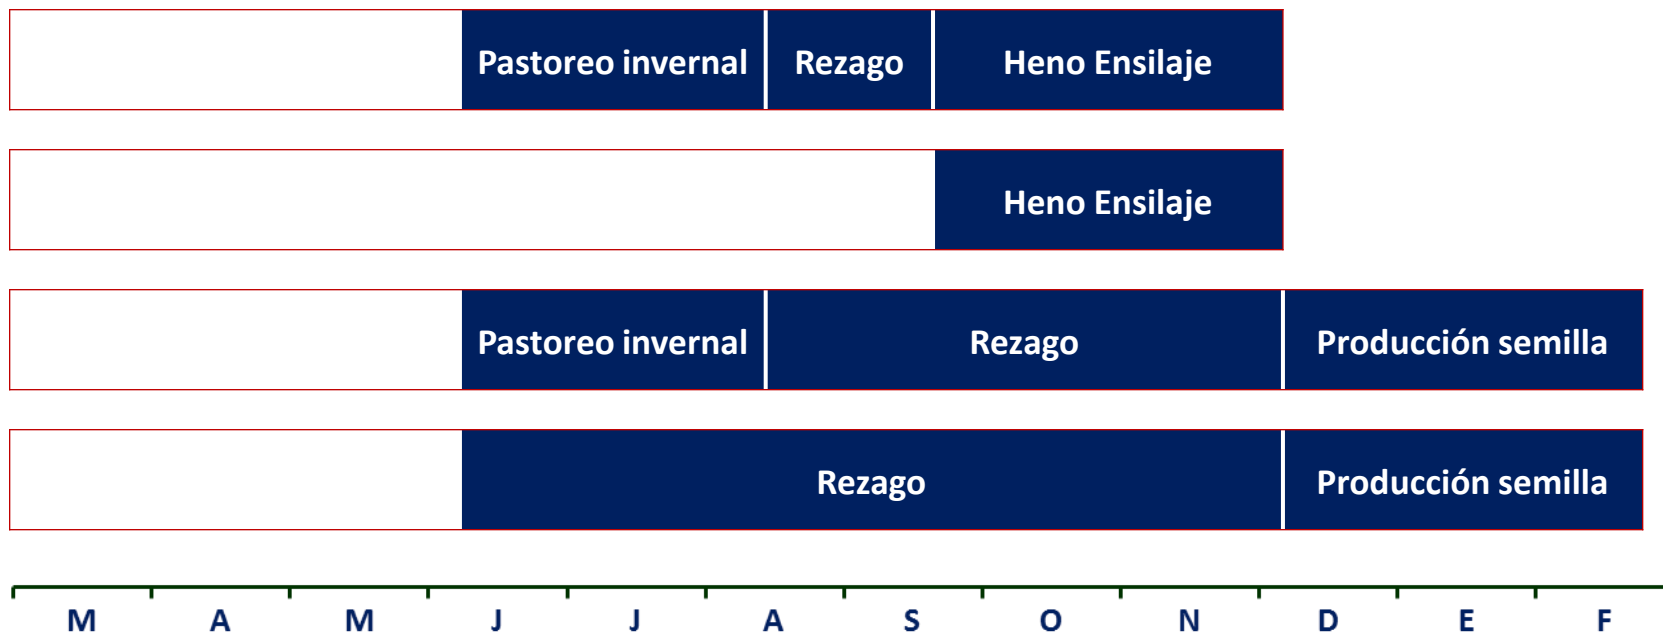 Pastoreo invernal Rezago Heno Ensilaje
Heno Ensilaje
Pastoreo invernal Rezago Producción semilla
Rezago Producción semilla
M A M J J A S O N D E F